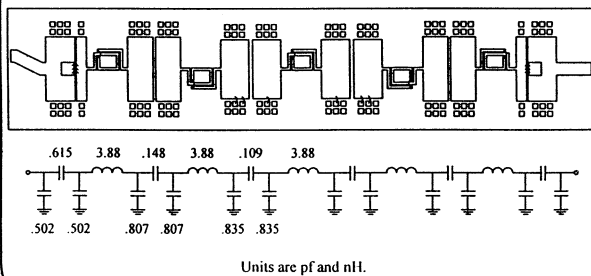 .615 3.88 .148 3.88 .109 3.88
.502 .502 .807 .807 .835 .835
Units are pf and nH.